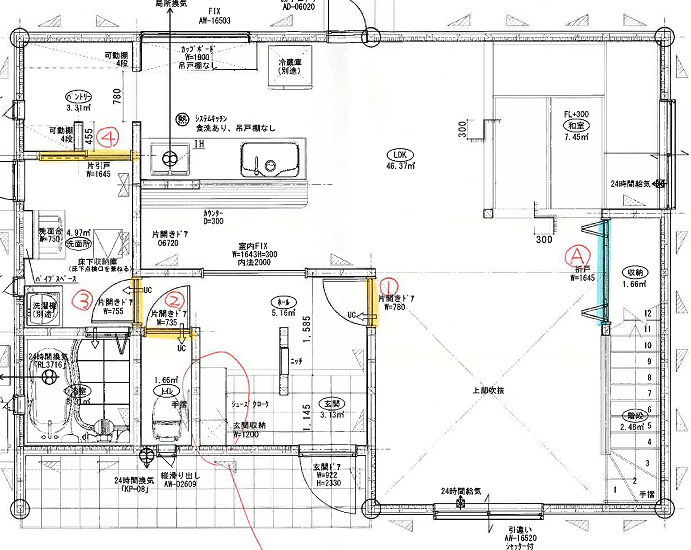 局所換気
FIX
AW-16503
AD-06020
可動棚
4段
カップボード
W=1800
吊戸棚なし
冷蔵庫
(別途)
パントリー
3.31㎡
780
455
可動棚
4段
④
片引戸
W=1645
システムキッチン
食洗あり、吊戸棚なし
IH
LDK
46.37㎡
300
FL+300
和室
7.45㎡
24時間給気
カウンター
D=300
300
洗面台
W=750
4.97㎡
洗面所
床下収納庫
(床下点検口を兼ねる)
パイプスペース
片開きドア
06720
室内FIX
W=1643H=300
内法2000
Ⓐ
折戸
W=1645
収納
1.66㎡
③
洗濯機
(別途)
片開きドア
W=755
UC
②
片開きドア
W=735
UC
ホール
5.16㎡
①
片開きドア
W=780
UC
1,585
ニッチ
24時間換気
「RL3716」
浴室
1.66㎡
トイレ
手摺
シューズクローク
玄関収納
W=1200
1,145
玄関
3.13㎡
上部吹抜
12
11
10
9
8
7
6
5
4
3
2
1
階段
2.48㎡
手摺
24時間換気
「KP-08」
縦滑り出し
AW-02609
玄関ドア
W=922
H=2330
24時間給気
引違い
AW-16520
シャッター付